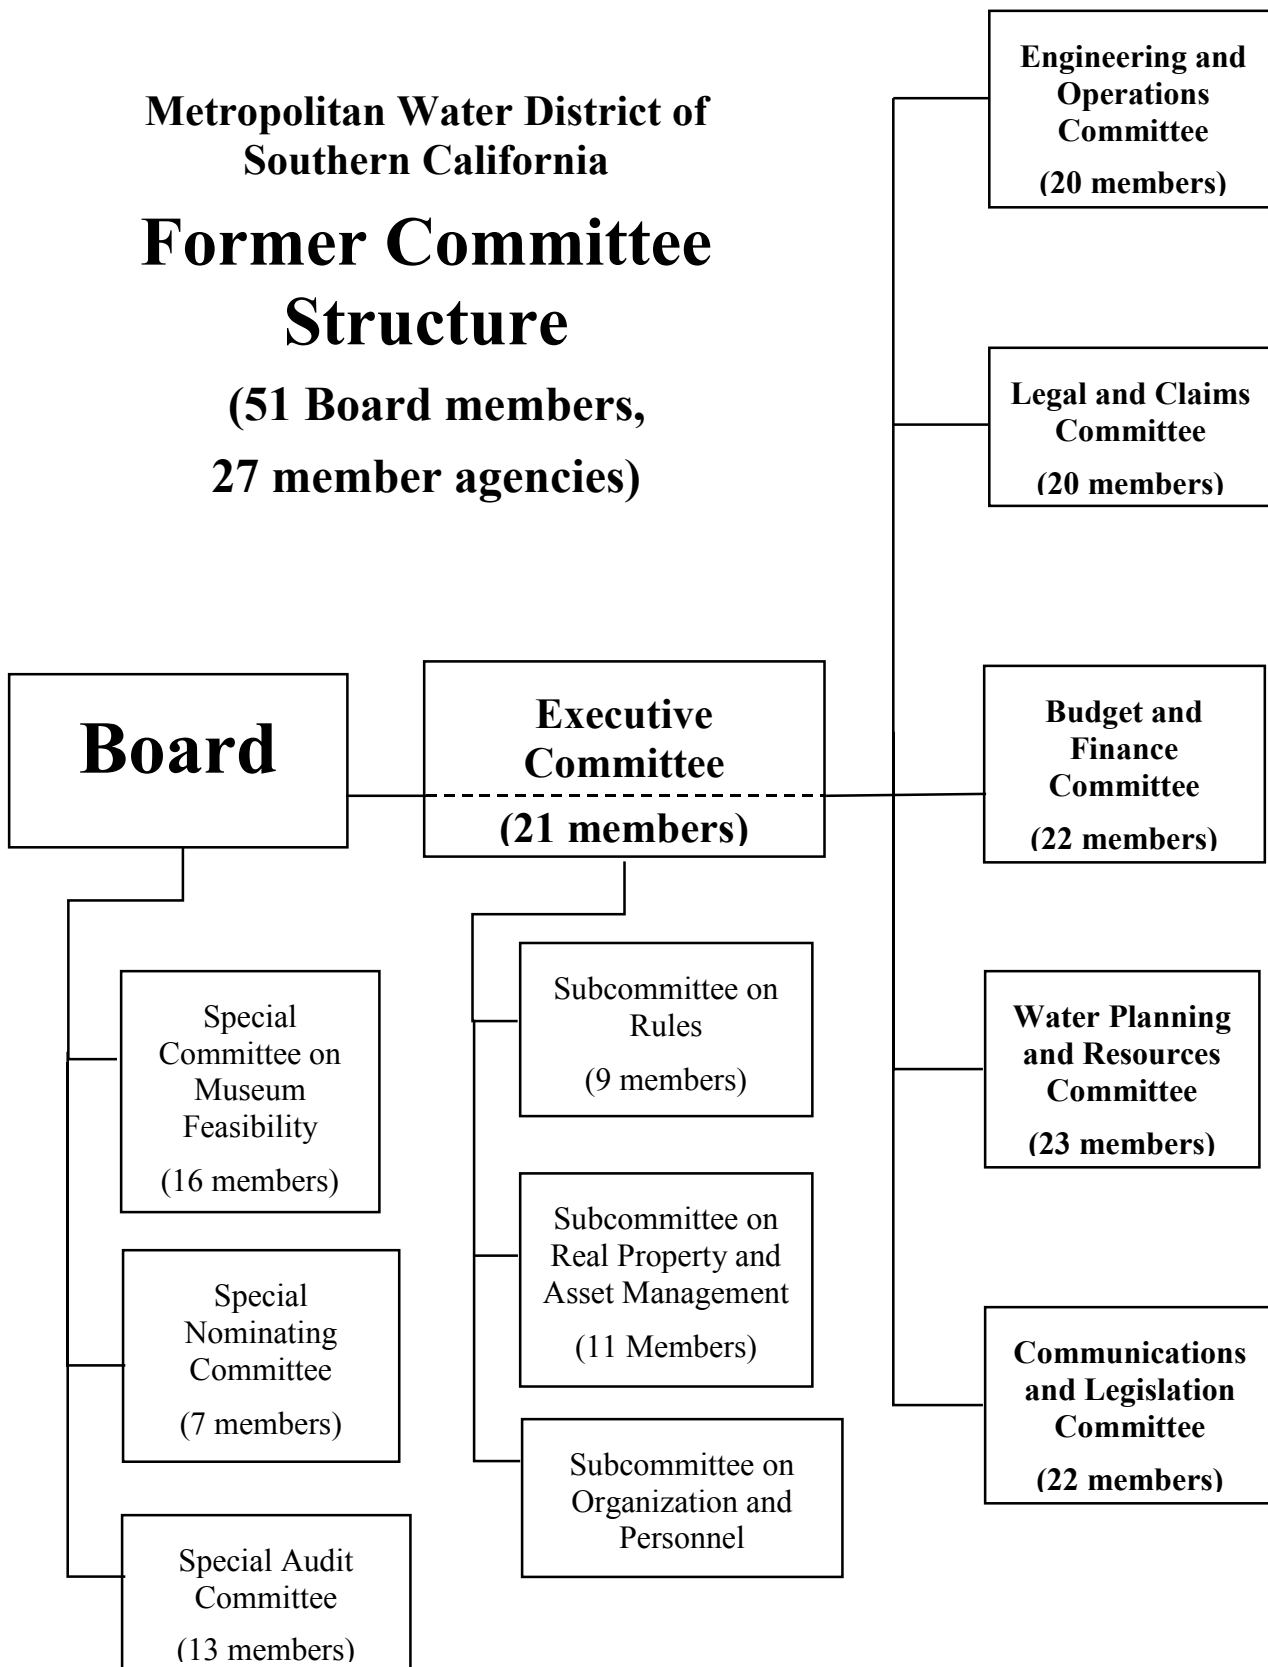 Metropolitan Water District of
Southern California
Former Committee
Structure
(51 Board members,
27 member agencies)
Board
Executive
Committee
(21 members)
Special
Committee on
Museum
Feasibility
(16 members)
Special
Nominating
Committee
(7 members)
Special Audit
Committee
(13 members)
Subcommittee on
Rules
(9 members)
Subcommittee on
Real Property and
Asset Management
(11 Members)
Subcommittee on
Organization and
Personnel
Engineering and
Operations
Committee
(20 members)
Legal and Claims
Committee
(20 members)
Budget and
Finance
Committee
(22 members)
Water Planning
and Resources
Committee
(23 members)
Communications
and Legislation
Committee
(22 members)